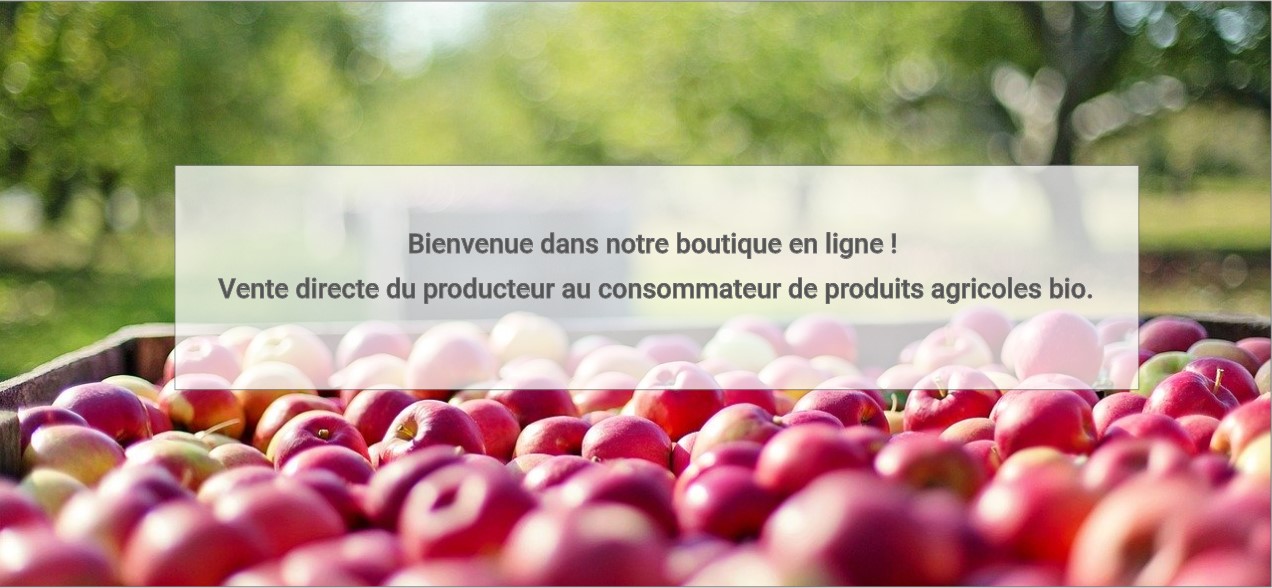 Bienvenue dans notre boutique en ligne !
Vente directe du producteur au consommateur de produits agricoles bio.